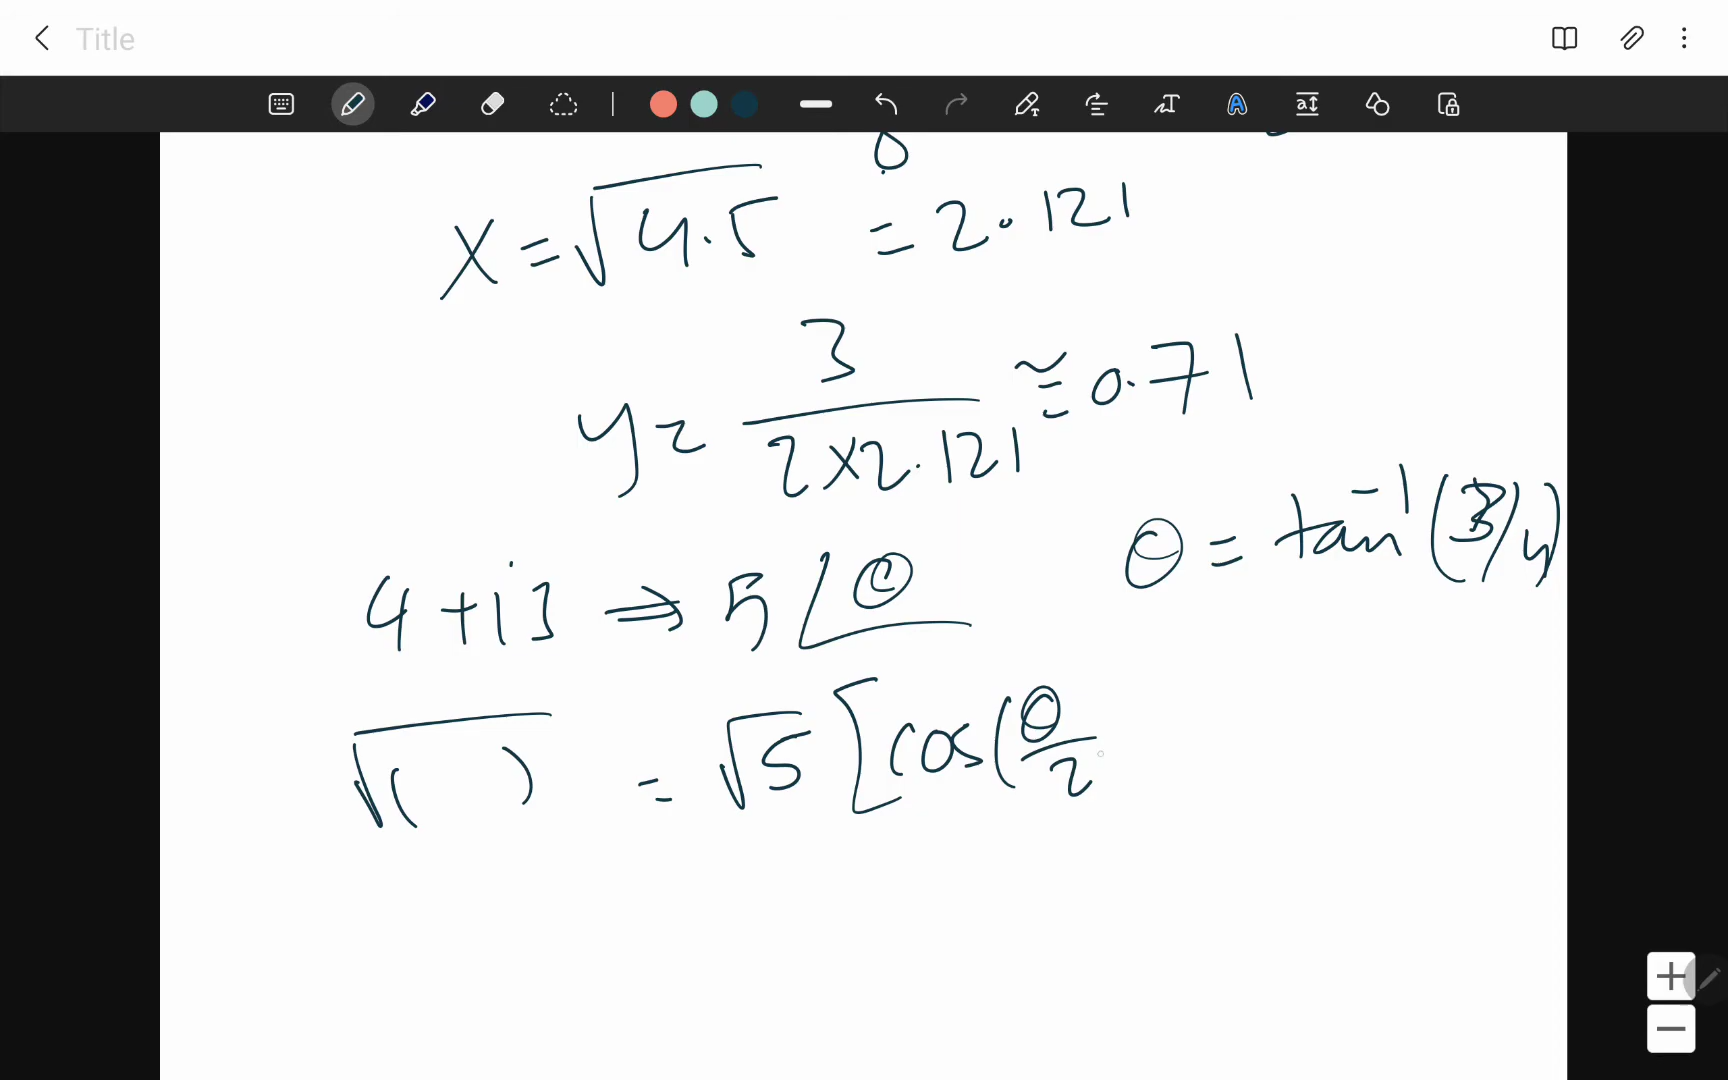 Title
x = √4.5 = 2.121
y = 3/(2×2.121) ≅ 0.71
θ = tan⁻¹(3/4)
4 + i3 ⇒ 5∠θ
√( ) = √5 [cos(θ/2